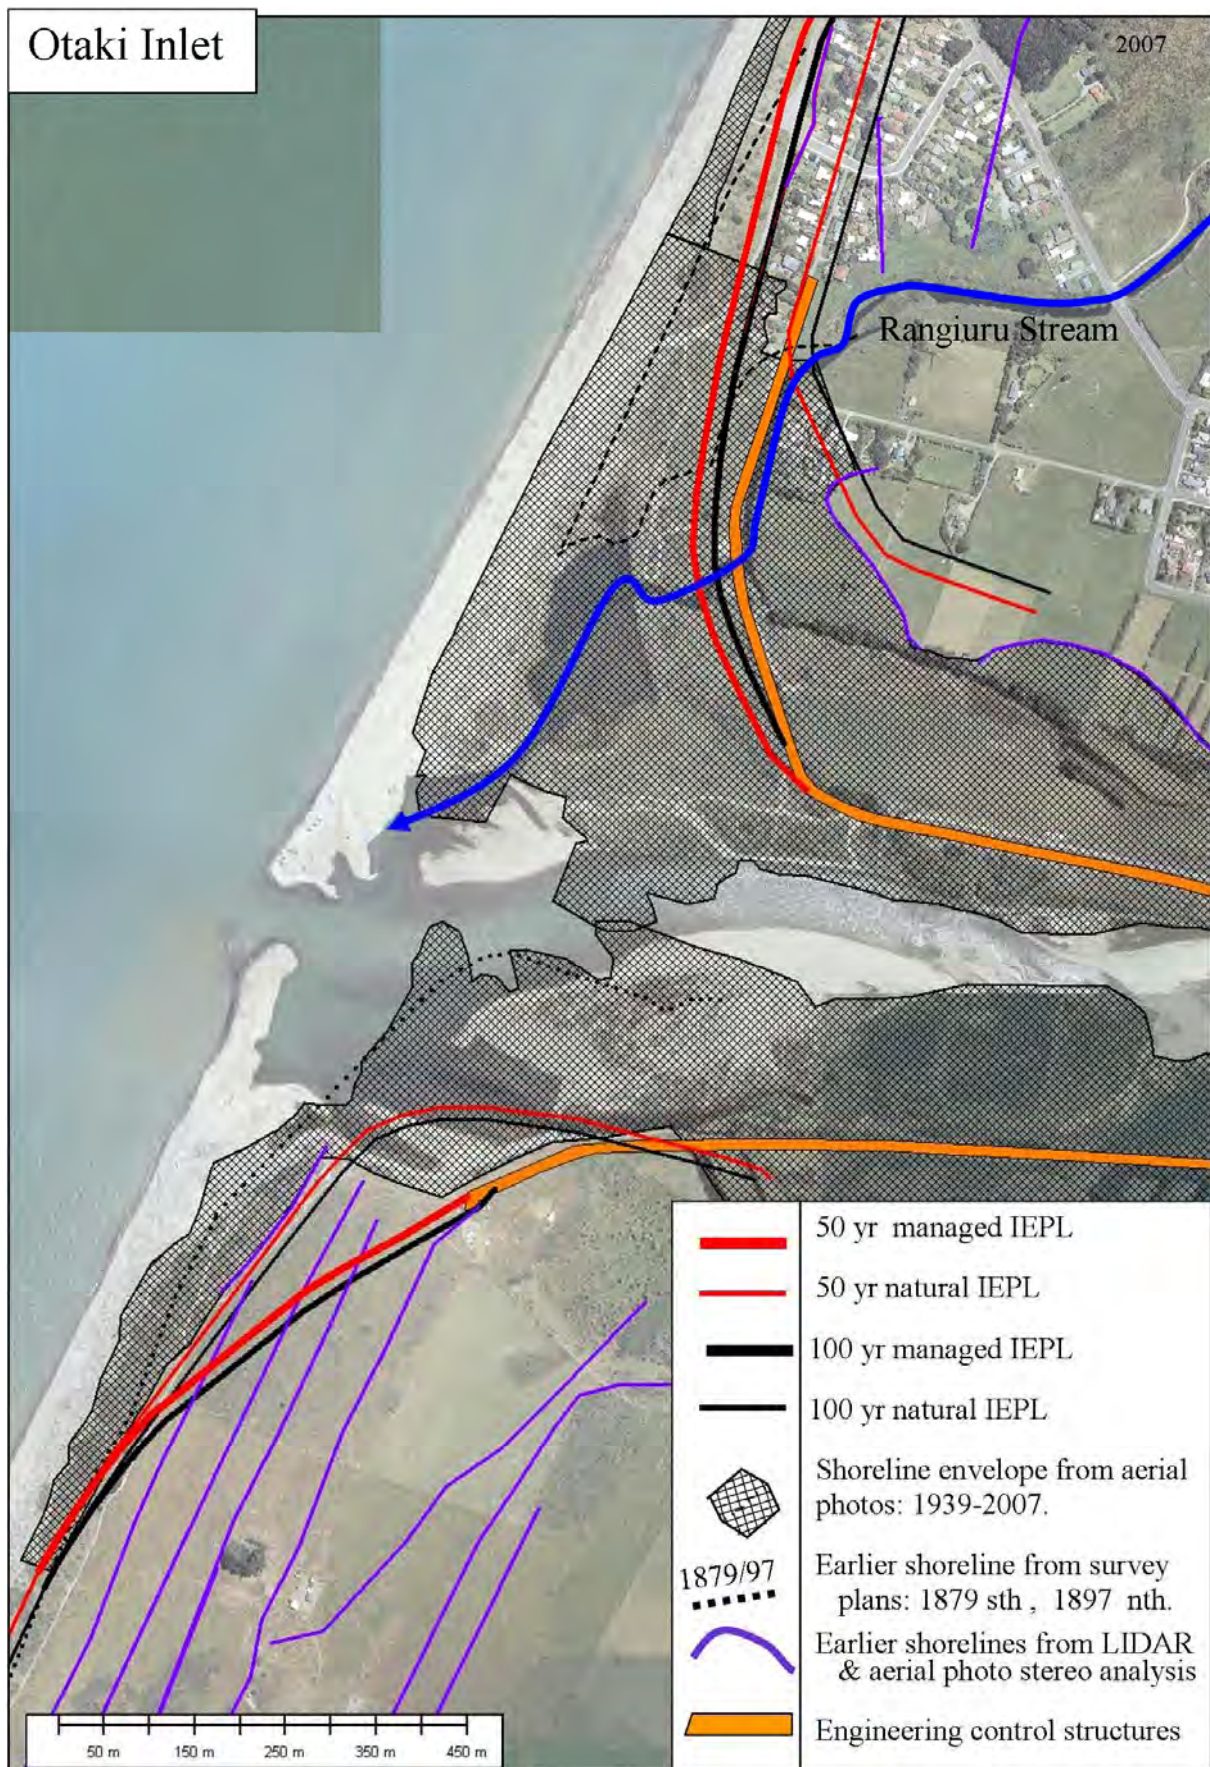 Otaki Inlet
2007
Rangiuru Stream
50 yr managed IEPL
50 yr natural IEPL
100 yr managed IEPL
100 yr natural IEPL
Shoreline envelope from aerial
photos: 1939-2007.
1879/97
Earlier shoreline from survey
plans: 1879 sth , 1897 nth.
Earlier shorelines from LIDAR
& aerial photo stereo analysis
Engineering control structures
50 m 150 m 250 m 350 m 450 m